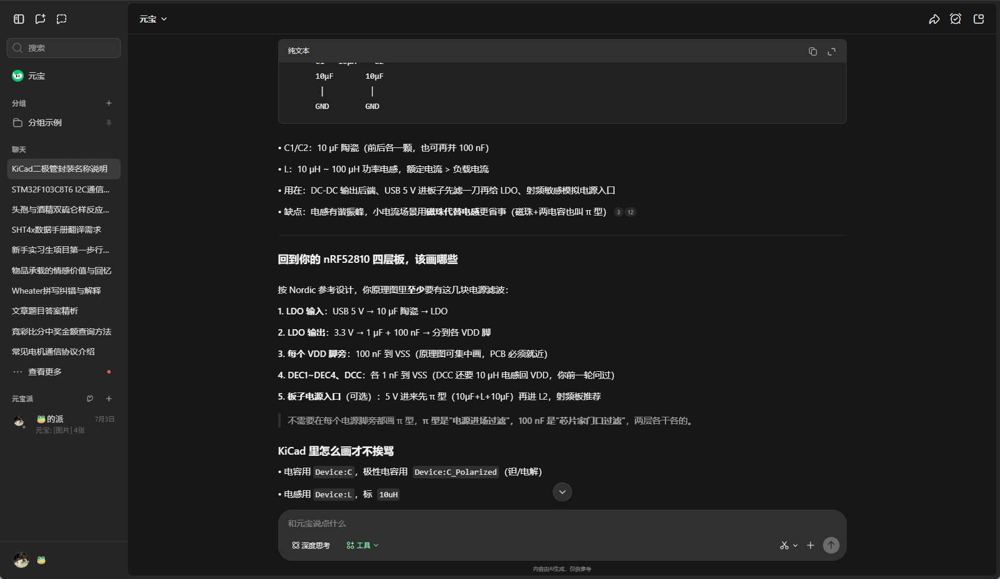 搜索
元宝
分组
分组示例
聊天
KiCad二极管封装名称说明
STM32F103C8T6 I2C通信...
头孢与酒精双硫仑样反应...
SHT4x数据手册翻译需求
新手实习生项目第一步行...
物品承载的情感价值与回忆
Wheater拼写纠错与解释
文章题目答案精析
竞彩比分中奖金额查询方法
常见电机通信协议介绍
查看更多
元宝派
的派 7月3日
元宝: [图片] 4张
元宝
纯文本
C1 10μH C2
10μF 10μF
| |
GND GND
• C1/C2：10 μF 陶瓷（前后各一颗，也可再并 100 nF）
• L：10 μH ~ 100 μH 功率电感，额定电流 > 负载电流
• 用在：DC-DC 输出后端、USB 5 V 进板子先滤一刀再给 LDO、射频敏感模拟电源入口
• 缺点：电感有谐振峰，小电流场景用磁珠代替电感更省事（磁珠+两电容也叫 π 型） 3 12
回到你的 nRF52810 四层板，该画哪些
按 Nordic 参考设计，你原理图里至少要有这几块电源滤波：
1. LDO 输入：USB 5 V → 10 μF 陶瓷 → LDO
2. LDO 输出：3.3 V → 1 μF + 100 nF → 分到各 VDD 脚
3. 每个 VDD 脚旁：100 nF 到 VSS（原理图可集中画，PCB 必须就近）
4. DEC1~DEC4、DCC：各 1 nF 到 VSS（DCC 还要 10 μH 电感回 VDD，你前一轮问过）
5. 板子电源入口（可选）：5 V 进来先 π 型（10μF+L+10μF）再进 L2，射频板推荐
不需要在每个电源脚旁都画 π 型，π 型是"电源进场过滤"，100 nF 是"芯片家门口过滤"，两层各干各的。
KiCad 里怎么画才不挨骂
• 电容用 Device:C，极性电容用 Device:C_Polarized（钽/电解）
• 电感用 Device:L，标 10uH
和元宝说点什么
深度思考 工具
内容由AI生成，仅供参考